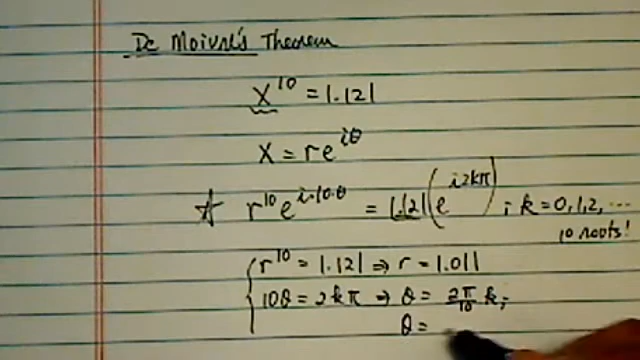 De Moivre's Theorem
x^10 = 1.121
x = re^iθ
☆ r^10 e^i·10·θ = 1.121 (e^i2kπ) ; k = 0,1,2, ...
10 roots!
r^10 = 1.121 ⇒ r = 1.011
10θ = 2kπ ⇒ θ = 2π/10 k;
θ =